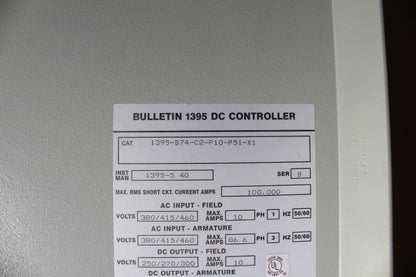 BULLETIN 1395 DC CONTROLLER
CAT 1395-B74-C2-P10-P51-X1
INST MAN 1395-5.40 SER B
MAX. RMS SHORT CKT. CURRENT AMPS 100,000
AC INPUT - FIELD
VOLTS 380/415/460 MAX. AMPS 10 PH 1 HZ 50/60
AC INPUT - ARMATURE
VOLTS 380/415/460 MAX. AMPS 86.6 PH 3 HZ 50/60
DC OUTPUT - FIELD
VOLTS 250/270/300 MAX. AMPS 10
DC OUTPUT - ARMATURE
UL